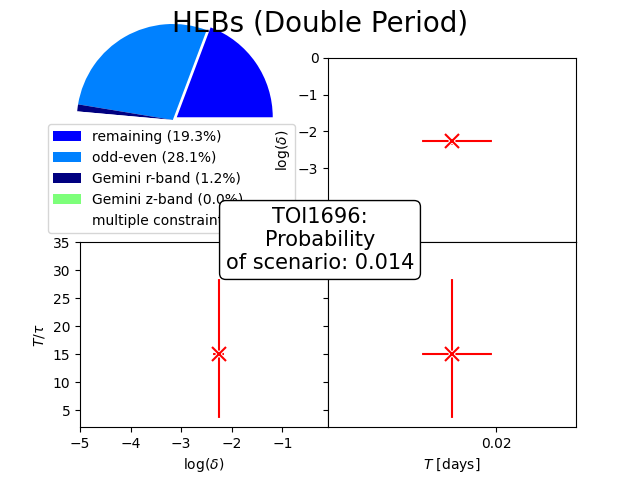 HEBs (Double Period)
remaining (19.3%)
odd-even (28.1%)
Gemini r-band (1.2%)
Gemini z-band (0.0%)
multiple
0
−1
−2
−3
log(δ)
TOI1696:
Probability
of scenario: 0.014
35
30
25
20
15
10
5
T/τ
−5 −4 −3 −2 −1
log(δ)
0.02
T [days]